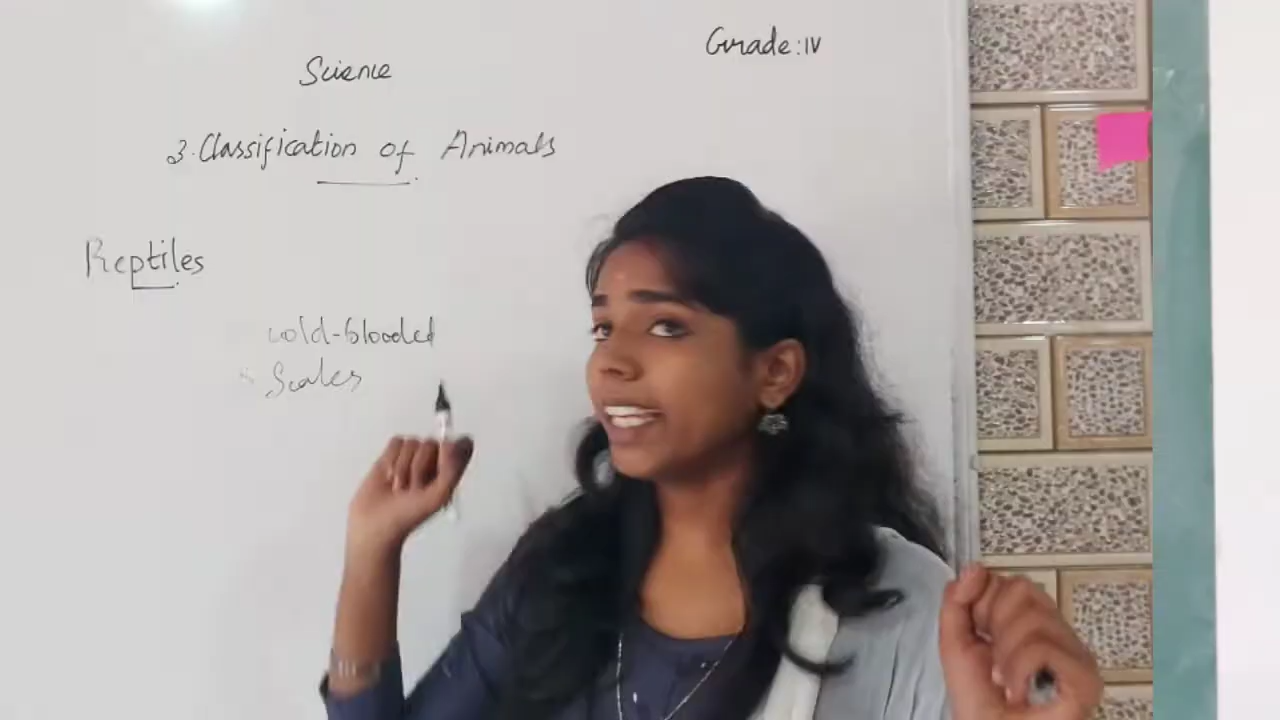 Science
Grade:IV
3. Classification of Animals
Reptiles
cold-blooded
Scales